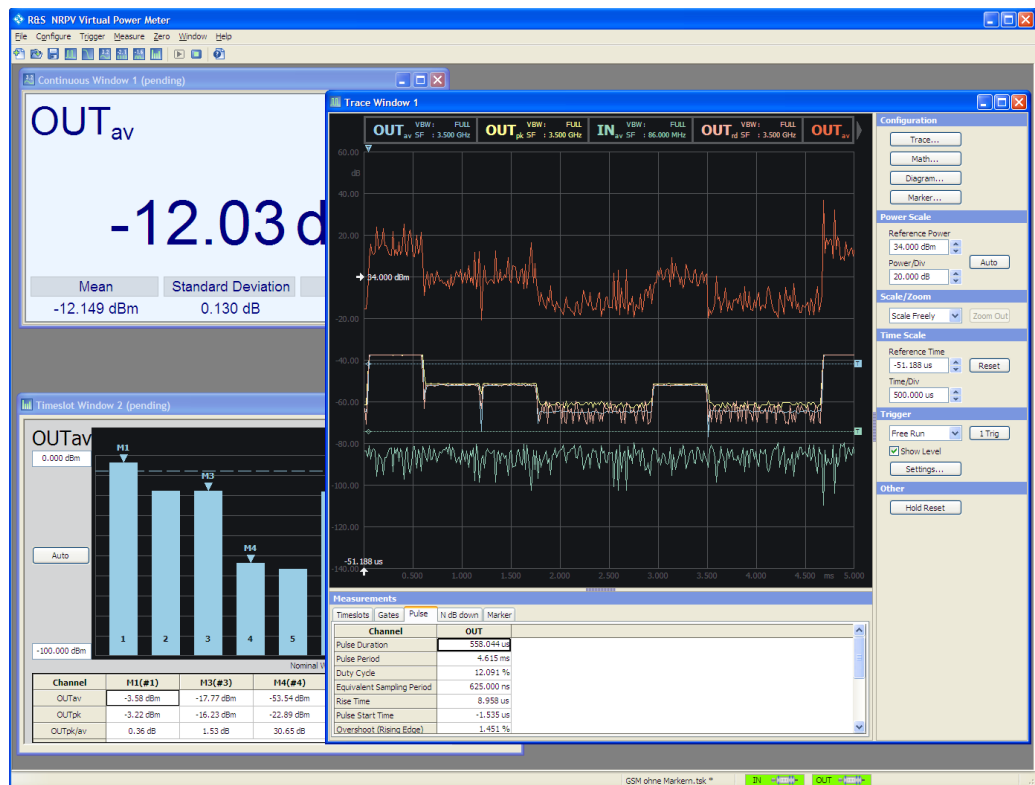 R&S NRPV Virtual Power Meter
File Configure Trigger Measure Zero Window Help
Continuous Window 1 (pending)
OUTav
-12.03 d
Mean Standard Deviation
-12.149 dBm 0.130 dB
Trace Window 1
OUTav VBW: FULL SF : 3.500 GHz
OUTpk VBW: FULL SF : 3.500 GHz
INav VBW: FULL SF : 86.000 MHz
OUTrd VBW: FULL SF : 3.500 GHz
OUTav
60.00
dB
40.00
20.00
34.000 dBm
-20.00
-40.00
T
-60.00
T
-80.00
-100.00
-120.00
-51.188 us
-140.00
0.500 1.000 1.500 2.000 2.500 3.000 3.500 4.000 4.500 ms 5.000
Configuration
Trace...
Math...
Diagram...
Marker...
Power Scale
Reference Power
34.000 dBm
Power/Div
20.000 dB
Auto
Scale/Zoom
Scale Freely Zoom Out
Time Scale
Reference Time
-51.188 us Reset
Time/Div
500.000 us
Trigger
Free Run 1 Trig
Show Level
Settings...
Other
Hold Reset
Measurements
Timeslots Gates Pulse N dB down Marker
Channel OUT
Pulse Duration 558.044 us
Pulse Period 4.615 ms
Duty Cycle 12.091 %
Equivalent Sampling Period 625.000 ns
Rise Time 8.958 us
Pulse Start Time -1.535 us
Overshoot (Rising Edge) 1.451 %
Timeslot Window 2 (pending)
OUTav
0.000 dBm
Auto
-100.000 dBm
M1
M3
M4
1 2 3 4 5
Channel M1(#1) M3(#3) M4(#4)
OUTav -3.58 dBm -17.77 dBm -53.54 dBm
OUTpk -3.22 dBm -16.23 dBm -22.89 dBm
OUTpk/av 0.36 dB 1.53 dB 30.65 dB
GSM ohne Markern.tsk * IN OUT